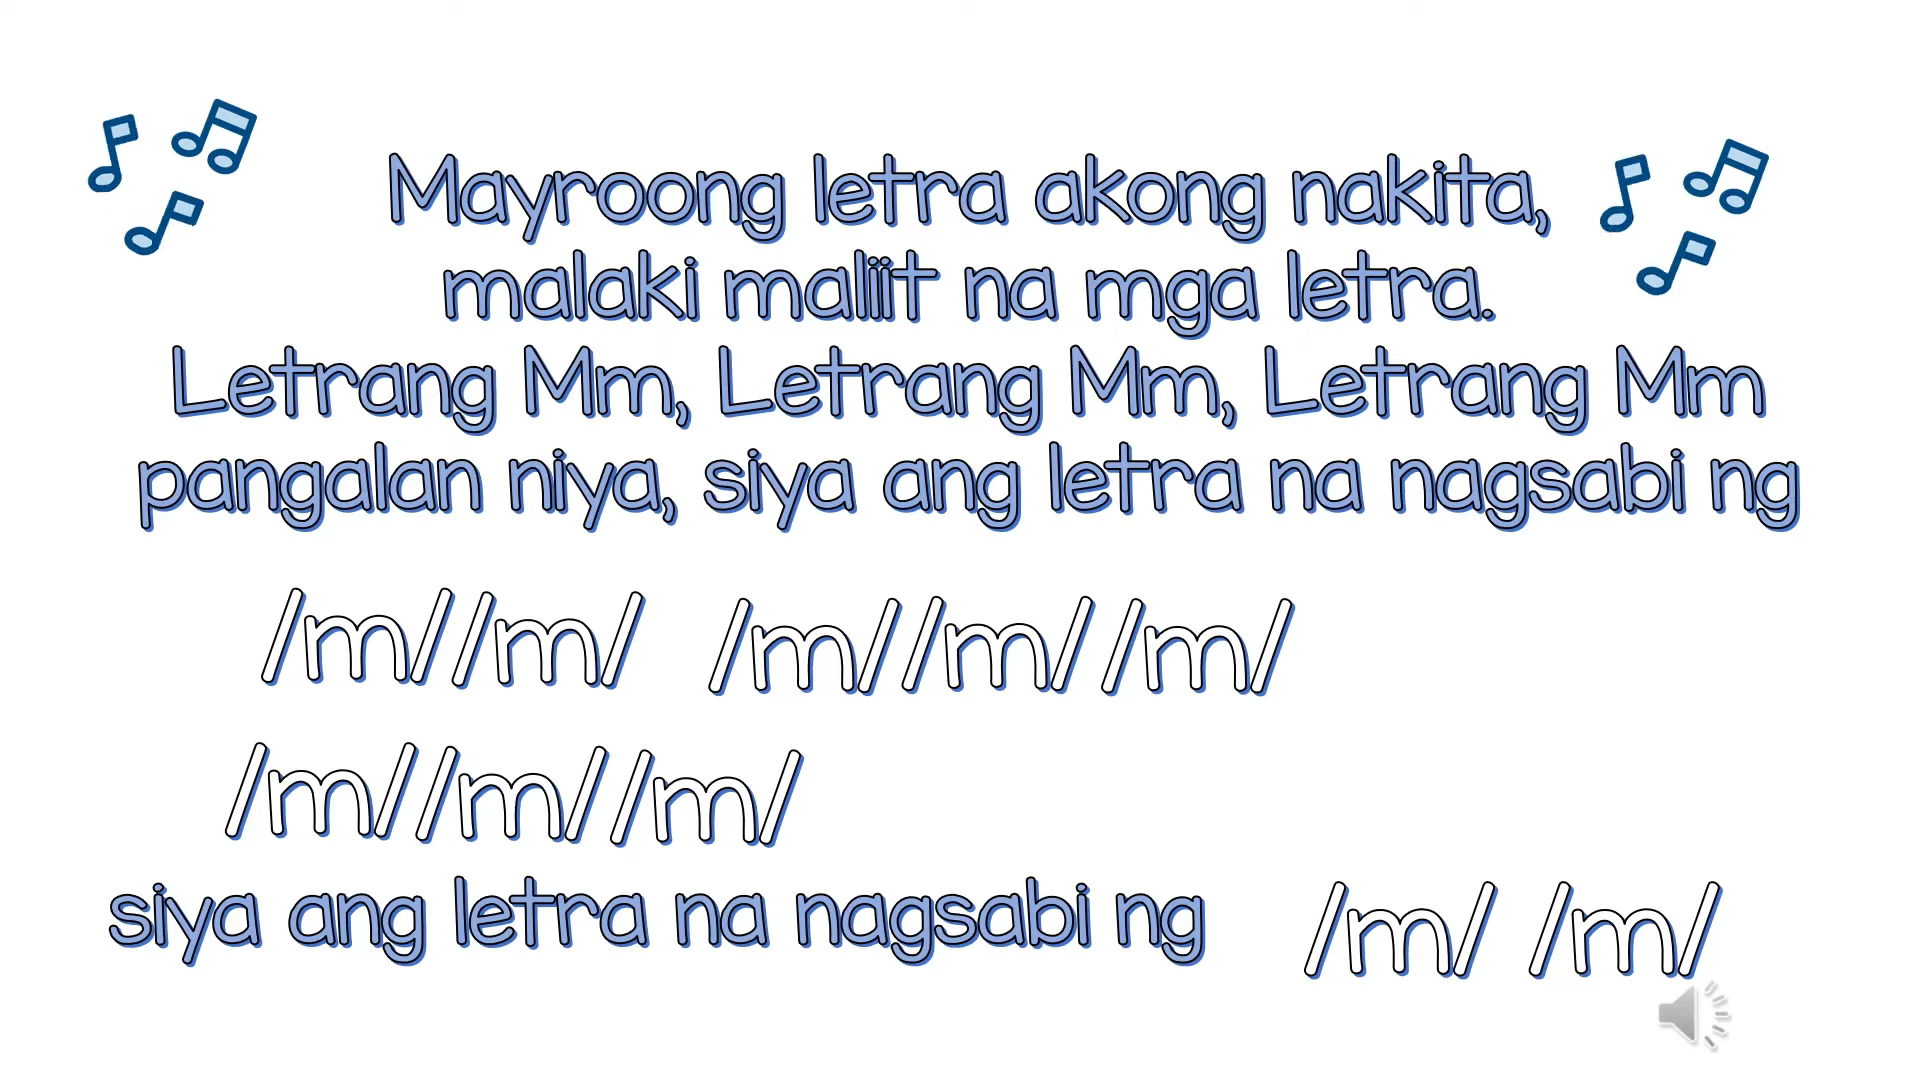 Mayroong letra akong nakita,
malaki maliit na mga letra.
Letrang Mm, Letrang Mm, Letrang Mm
pangalan niya, siya ang letra na nagsabi ng
/m//m/ /m//m//m/
/m//m//m/
siya ang letra na nagsabi ng /m/ /m/